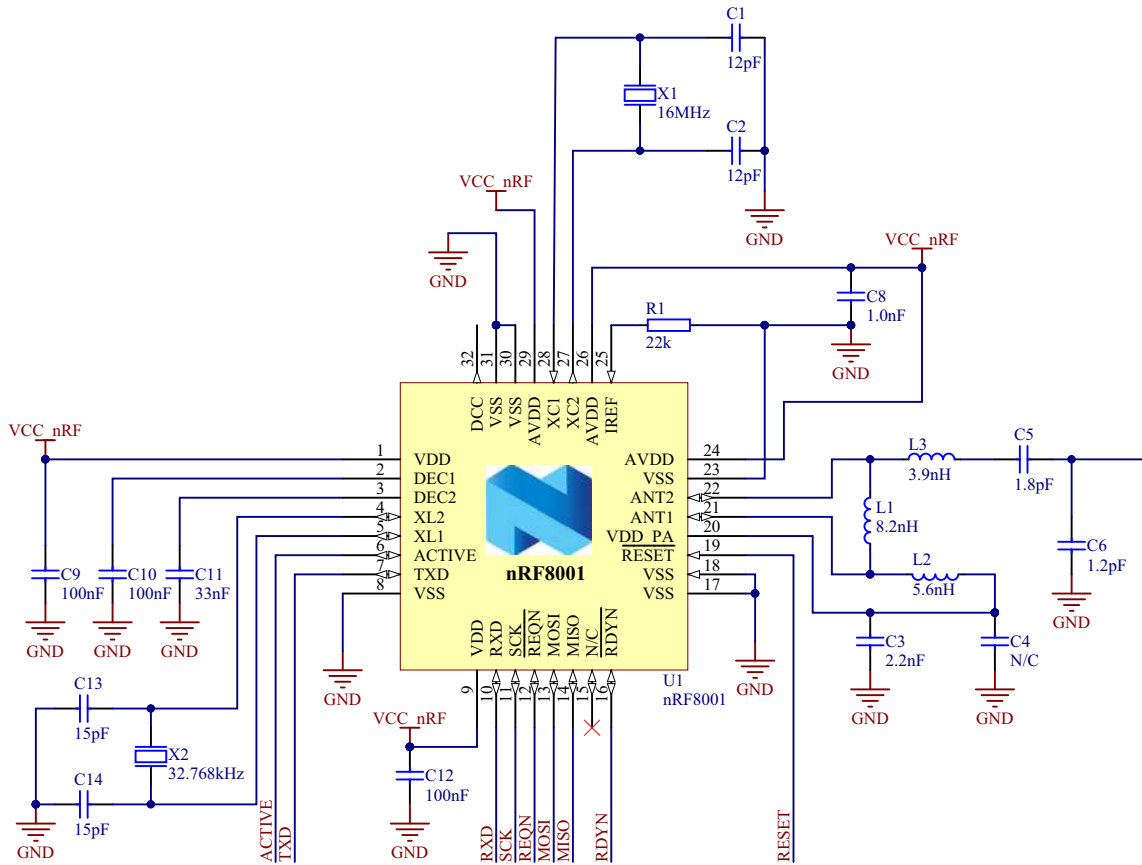 C1
12pF
X1
16MHz
C2
12pF
GND
VCC_nRF
GND
VCC_nRF
C8
1.0nF
GND
R1
22k
32
31
30
29
28
27
26
25
DCC
VSS
VSS
AVDD
XC1
XC2
AVDD
IREF
VCC_nRF
1
2
3
4
5
6
7
8
VDD
DEC1
DEC2
XL2
XL1
ACTIVE
TXD
VSS
nRF8001
AVDD
VSS
ANT2
ANT1
VDD_PA
RESET
VSS
VSS
24
23
22
21
20
19
18
17
L3
3.9nH
C5
1.8pF
L1
8.2nH
L2
5.6nH
C6
1.2pF
GND
C3
2.2nF
GND
C4
N/C
GND
C9
100nF
GND
C10
100nF
GND
C11
33nF
GND
GND
GND
VDD
RXD
SCK
REQN
MOSI
MISO
N/C
RDYN
9
10
11
12
13
14
15
16
U1
nRF8001
C13
15pF
X2
32.768kHz
C14
15pF
GND
VCC_nRF
C12
100nF
GND
ACTIVE
TXD
RXD
SCK
REQN
MOSI
MISO
RDYN
RESET